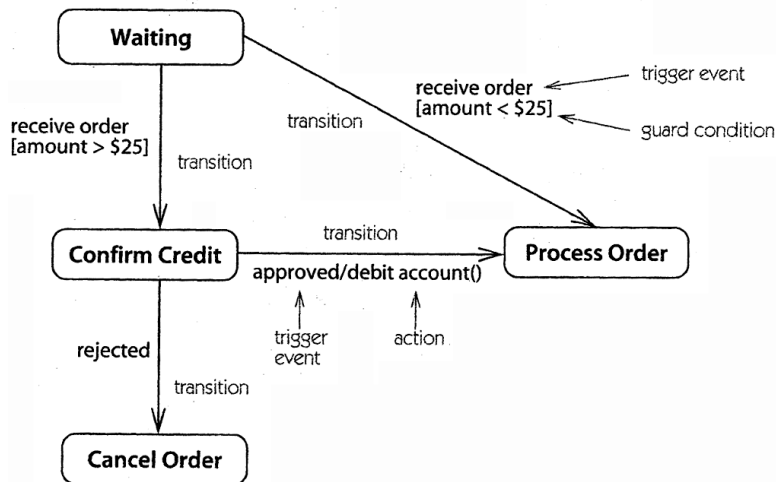 Waiting
receive order
[amount < $25]
trigger event
guard condition
transition
receive order
[amount > $25]
transition
Confirm Credit
transition
approved/debit account()
Process Order
trigger
event
action
rejected
transition
Cancel Order